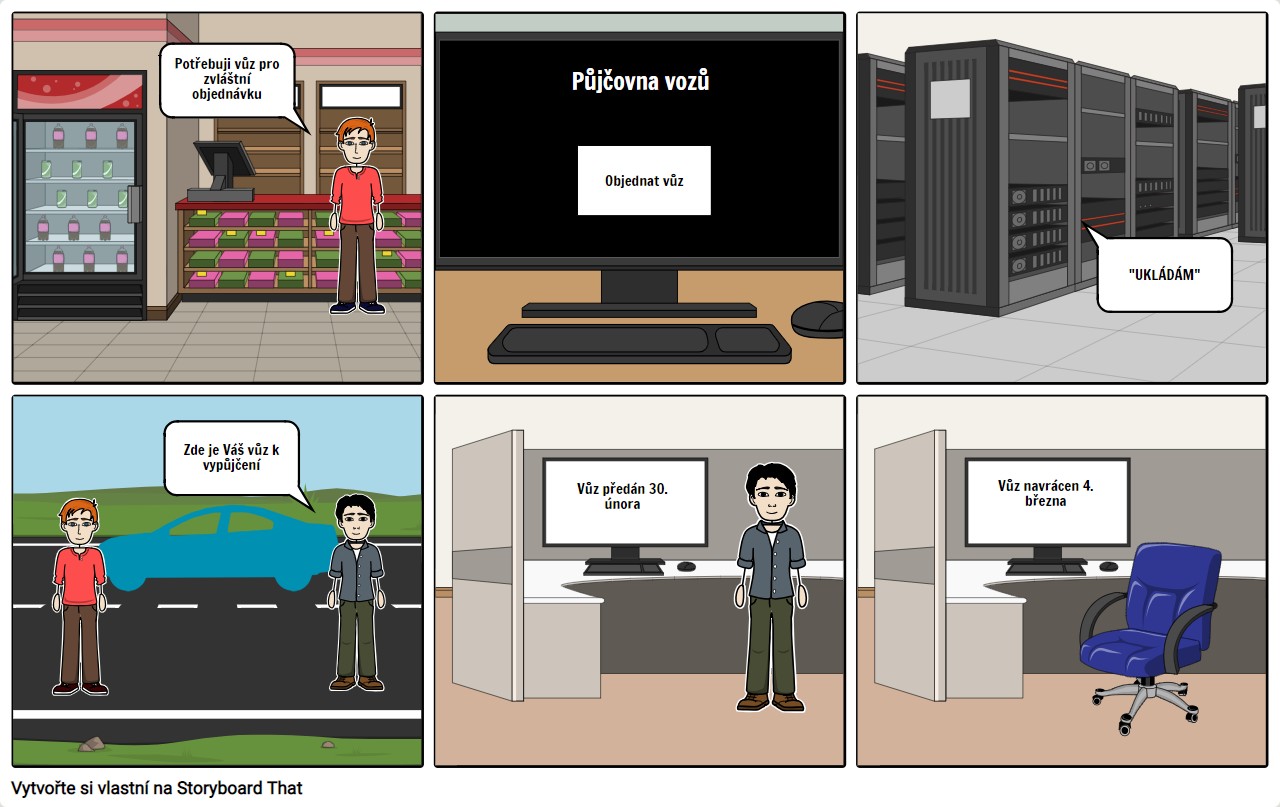 Potřebuji vůz pro
zvláštní
objednávku
Půjčovna vozů
Objednat vůz
"UKLÁDÁM"
Zde je Váš vůz k
vypůjčení
Vůz předán 30.
února
Vůz navrácen 4.
března
Vytvořte si vlastní na Storyboard That